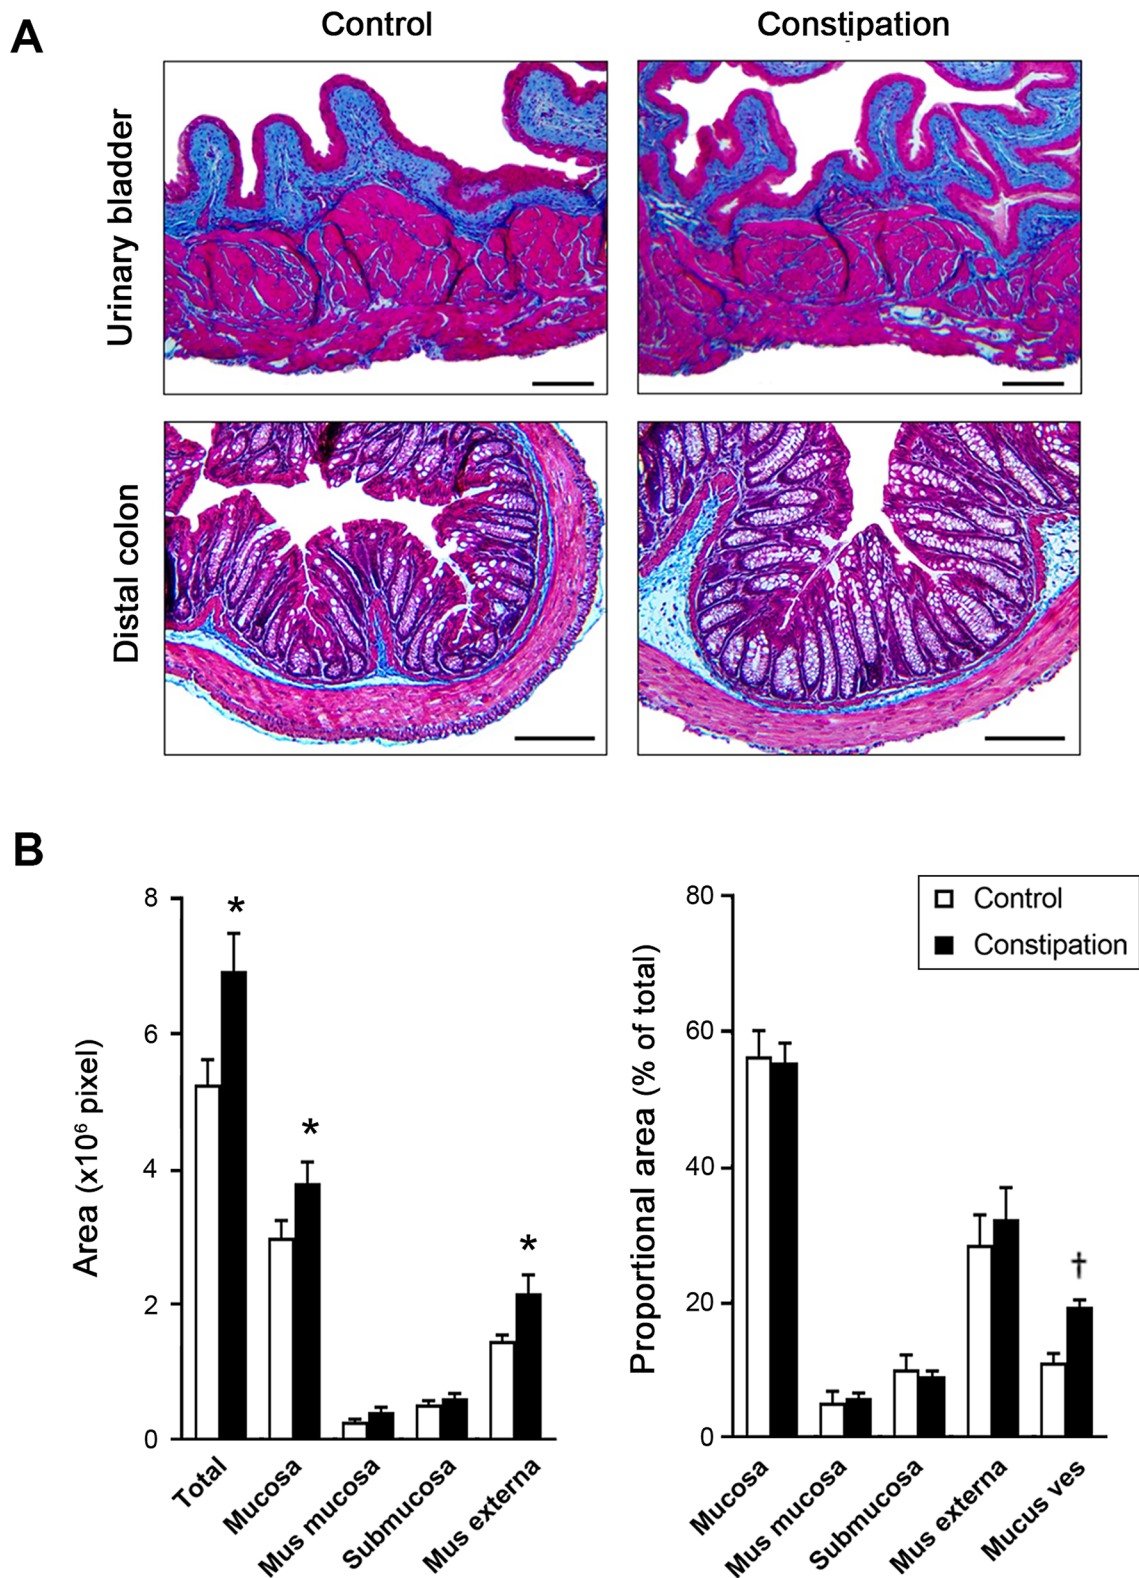 A
Control
Constipation
Urinary bladder
Distal colon
B
Area (x10⁶ pixel)
8
6
4
2
0
*
*
*
Total
Mucosa
Mus mucosa
Submucosa
Mus externa
Proportional area (% of total)
80
60
40
20
0
†
Mucosa
Mus mucosa
Submucosa
Mus externa
Mucus ves
Control
Constipation